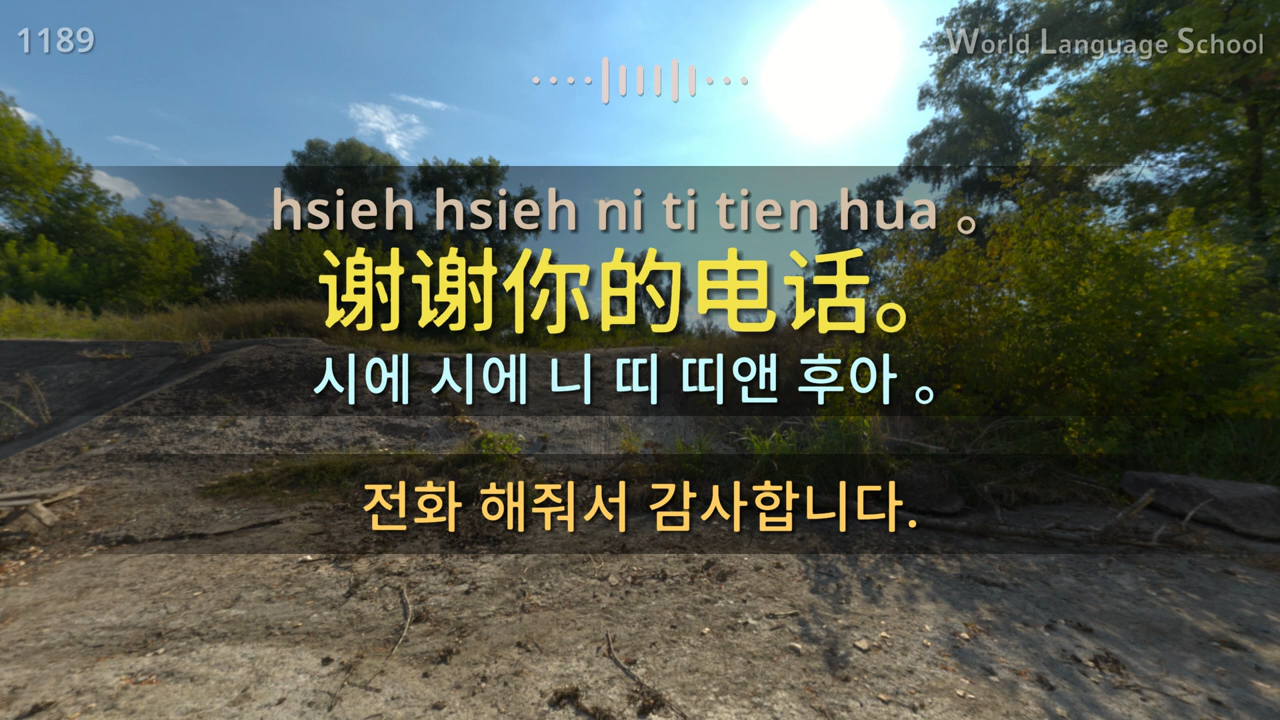 1189
World Language School
hsieh hsieh ni ti tien hua 。
谢谢你的电话。
시에 시에 니 띠 띠앤 후아 。
전화 해줘서 감사합니다.